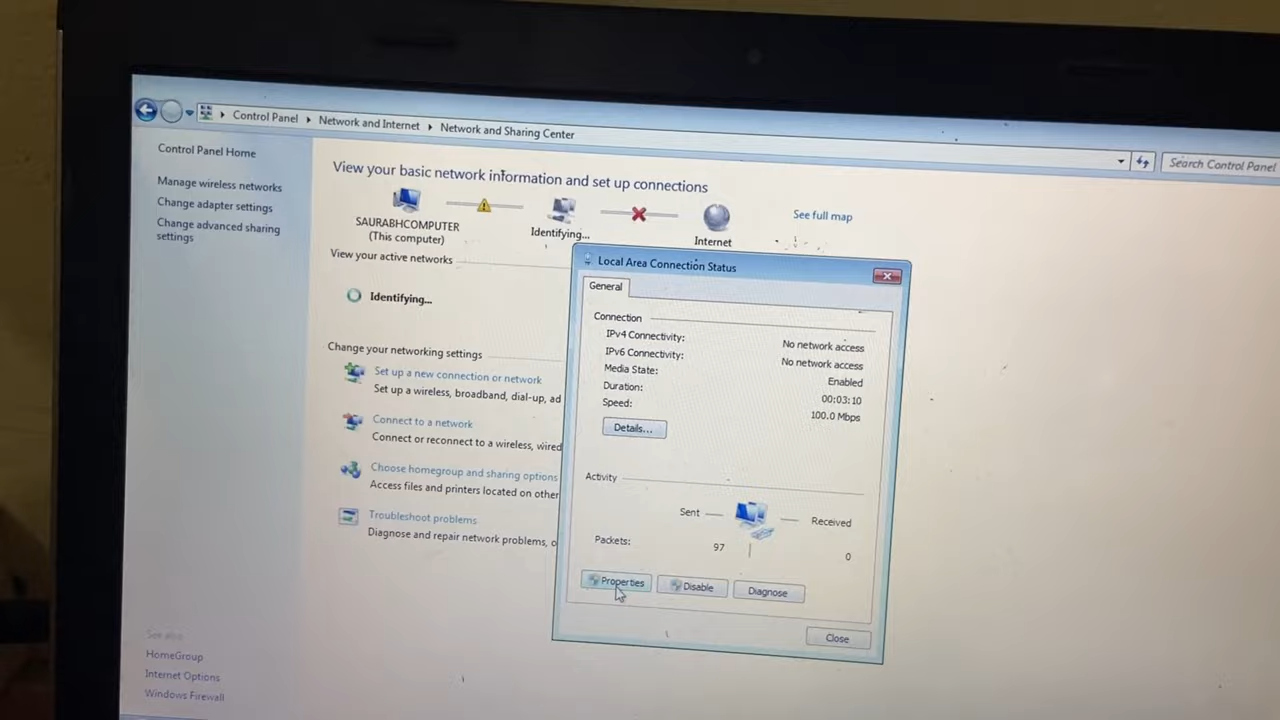 Control Panel
Network and Internet
Network and Sharing Center
Search Control Panel
Control Panel Home
Manage wireless networks
Change adapter settings
Change advanced sharing
settings
See also
HomeGroup
Internet Options
Windows Firewall
View your basic network information and set up connections
SAURABHCOMPUTER
(This computer)
Identifying...
Internet
See full map
View your active networks
Identifying...
Change your networking settings
Set up a new connection or network
Set up a wireless, broadband, dial-up, ad
Connect to a network
Connect or reconnect to a wireless, wired
Choose homegroup and sharing options
Access files and printers located on other
Troubleshoot problems
Diagnose and repair network problems, o
Local Area Connection Status
General
Connection
IPv4 Connectivity: No network access
IPv6 Connectivity: No network access
Media State: Enabled
Duration: 00:03:10
Speed: 100.0 Mbps
Details...
Activity
Sent Received
Packets: 97 0
Properties Disable Diagnose
Close